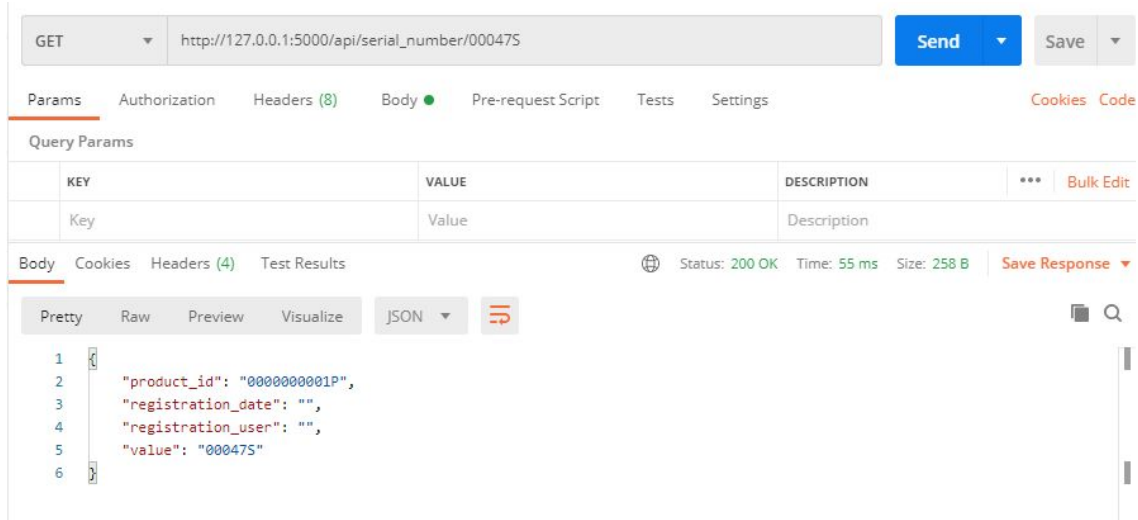 GET http://127.0.0.1:5000/api/serial_number/00047S Send Save
Params Authorization Headers (8) Body Pre-request Script Tests Settings Cookies Code
Query Params
KEY VALUE DESCRIPTION ••• Bulk Edit
Key Value Description
Body Cookies Headers (4) Test Results Status: 200 OK Time: 55 ms Size: 258 B Save Response
Pretty Raw Preview Visualize JSON
1 {
2 "product_id": "0000000001P",
3 "registration_date": "",
4 "registration_user": "",
5 "value": "00047S"
6 }